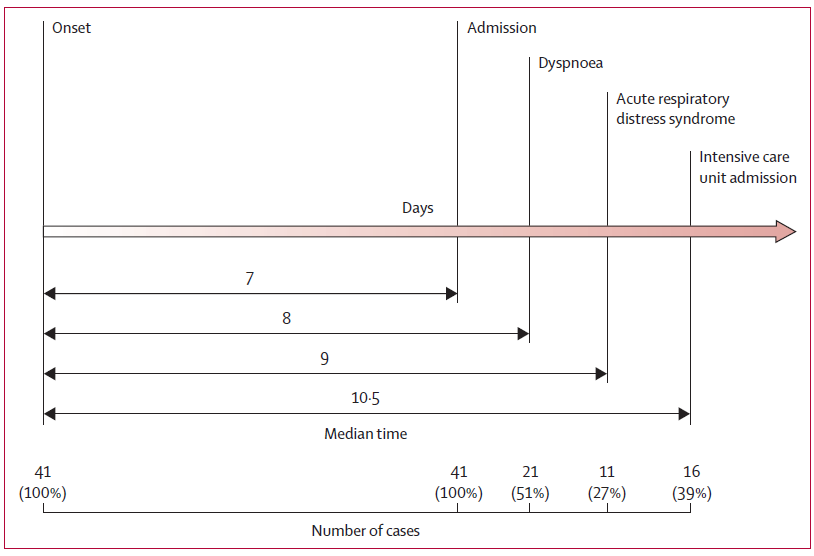 Onset
Admission
Dyspnoea
Acute respiratory
distress syndrome
Intensive care
unit admission
Days
7
8
9
10·5
Median time
41 41 21 11 16
(100%) (100%) (51%) (27%) (39%)
Number of cases